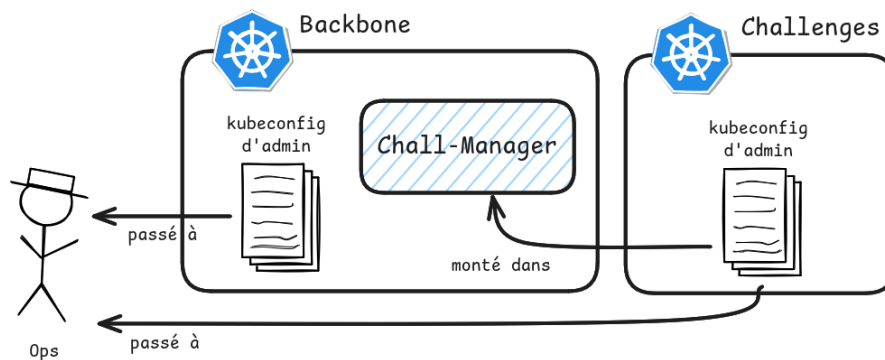 Backbone
Challenges
kubeconfig
d'admin
Chall-Manager
kubeconfig
d'admin
passé à
monté dans
passé à
Ops